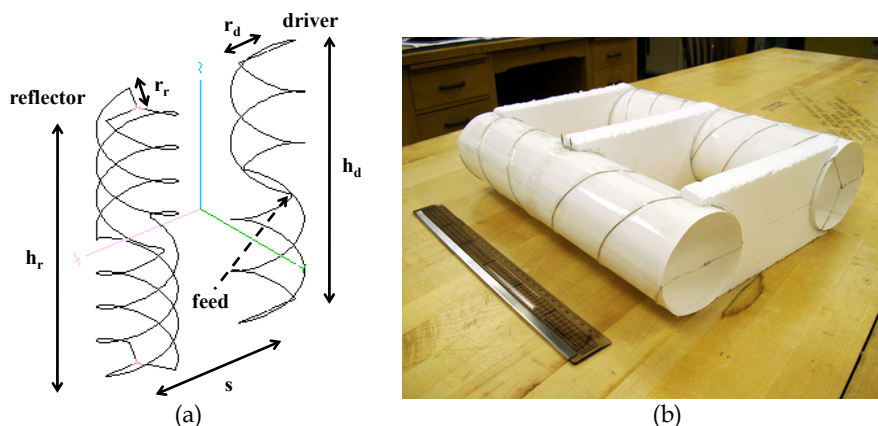 driver
r_d
reflector
r_r
h_d
h_r
feed
s
(a)
(b)